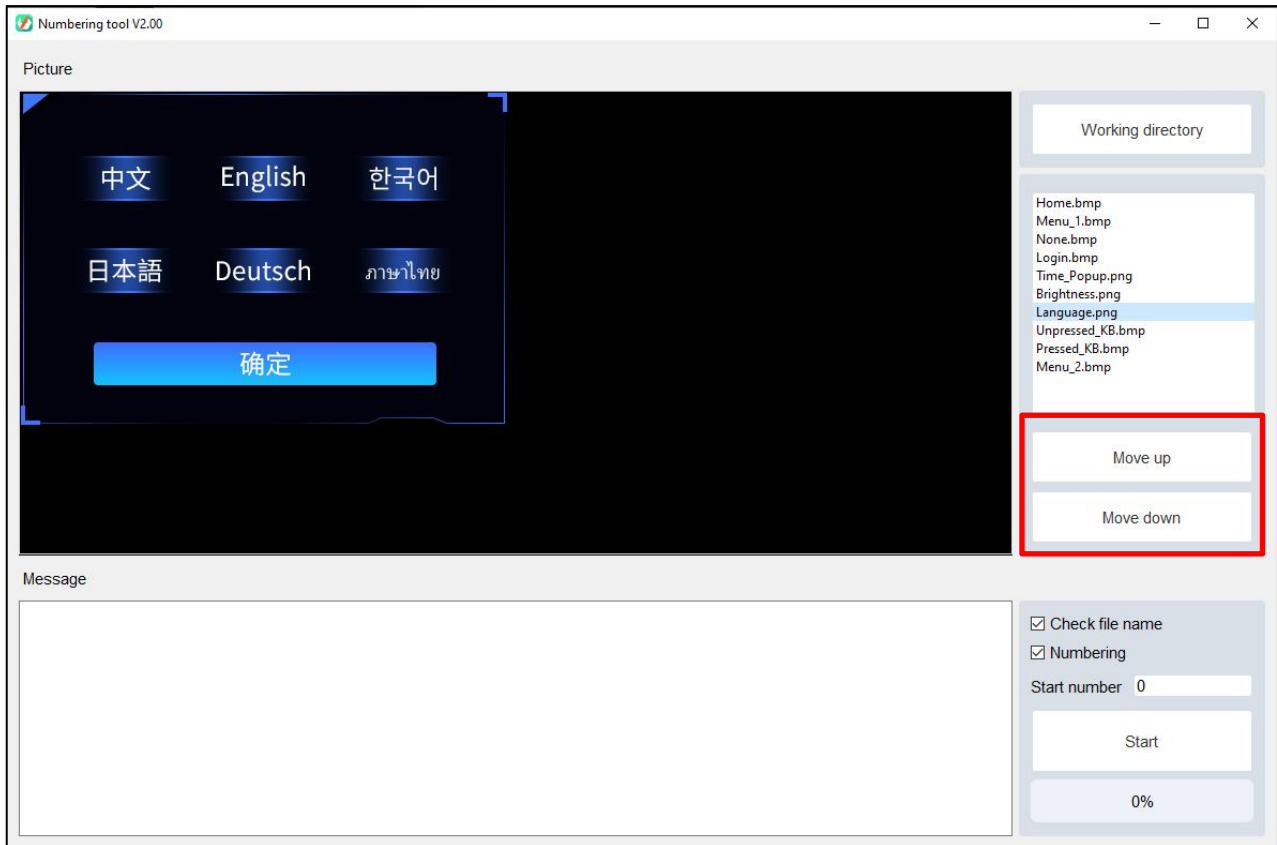 Numbering tool V2.00
Picture
中文 English 한국어
日本語 Deutsch ภาษาไทย
确定
Working directory
Home.bmp
Menu_1.bmp
None.bmp
Login.bmp
Time_Popup.png
Brightness.png
Language.png
Unpressed_KB.bmp
Pressed_KB.bmp
Menu_2.bmp
Move up
Move down
Message
Check file name
Numbering
Start number 0
Start
0%